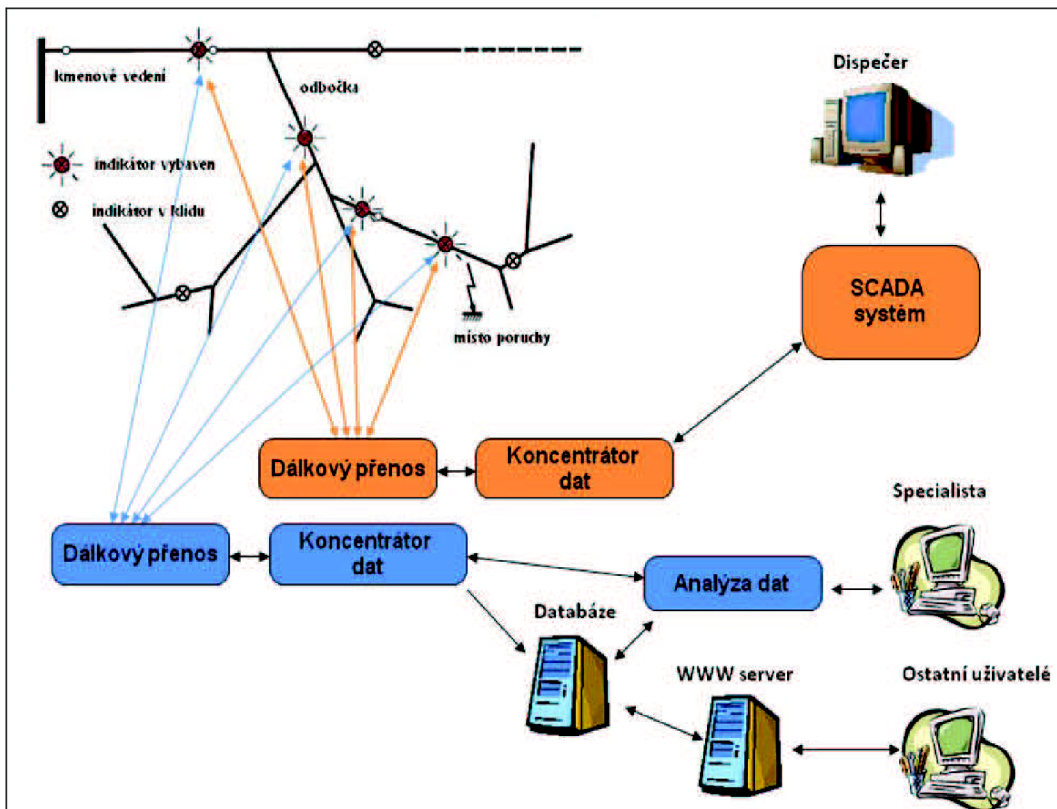 kmenové vedení
odbočka
indikátor vybaven
indikátor v klidu
místo poruchy
Dispečer
SCADA
systém
Dálkový přenos
Koncentrátor
dat
Dálkový přenos
Koncentrátor
dat
Analýza dat
Specialista
Databáze
WWW server
Ostatní uživatelé